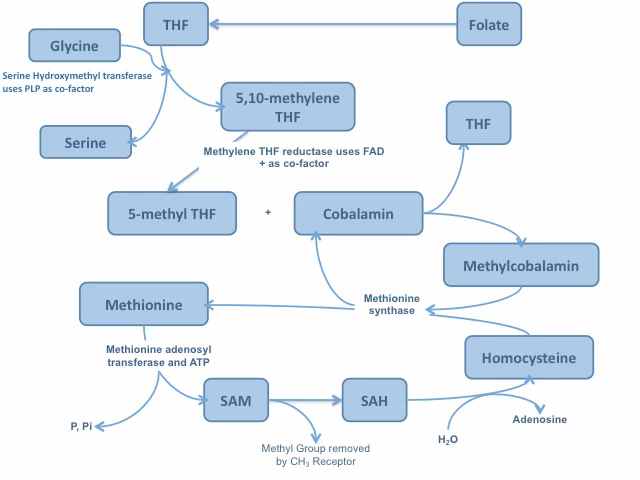 THF
Folate
Glycine
Serine Hydroxymethyl transferase
uses PLP as co-factor
5,10-methylene
THF
THF
Serine
Methylene THF reductase uses FAD
+ as co-factor
5-methyl THF
+
Cobalamin
Methylcobalamin
Methionine
Methionine
synthase
Methionine adenosyl
transferase and ATP
Homocysteine
SAM
SAH
P, Pi
Adenosine
H₂O
Methyl Group removed
by CH₃ Receptor